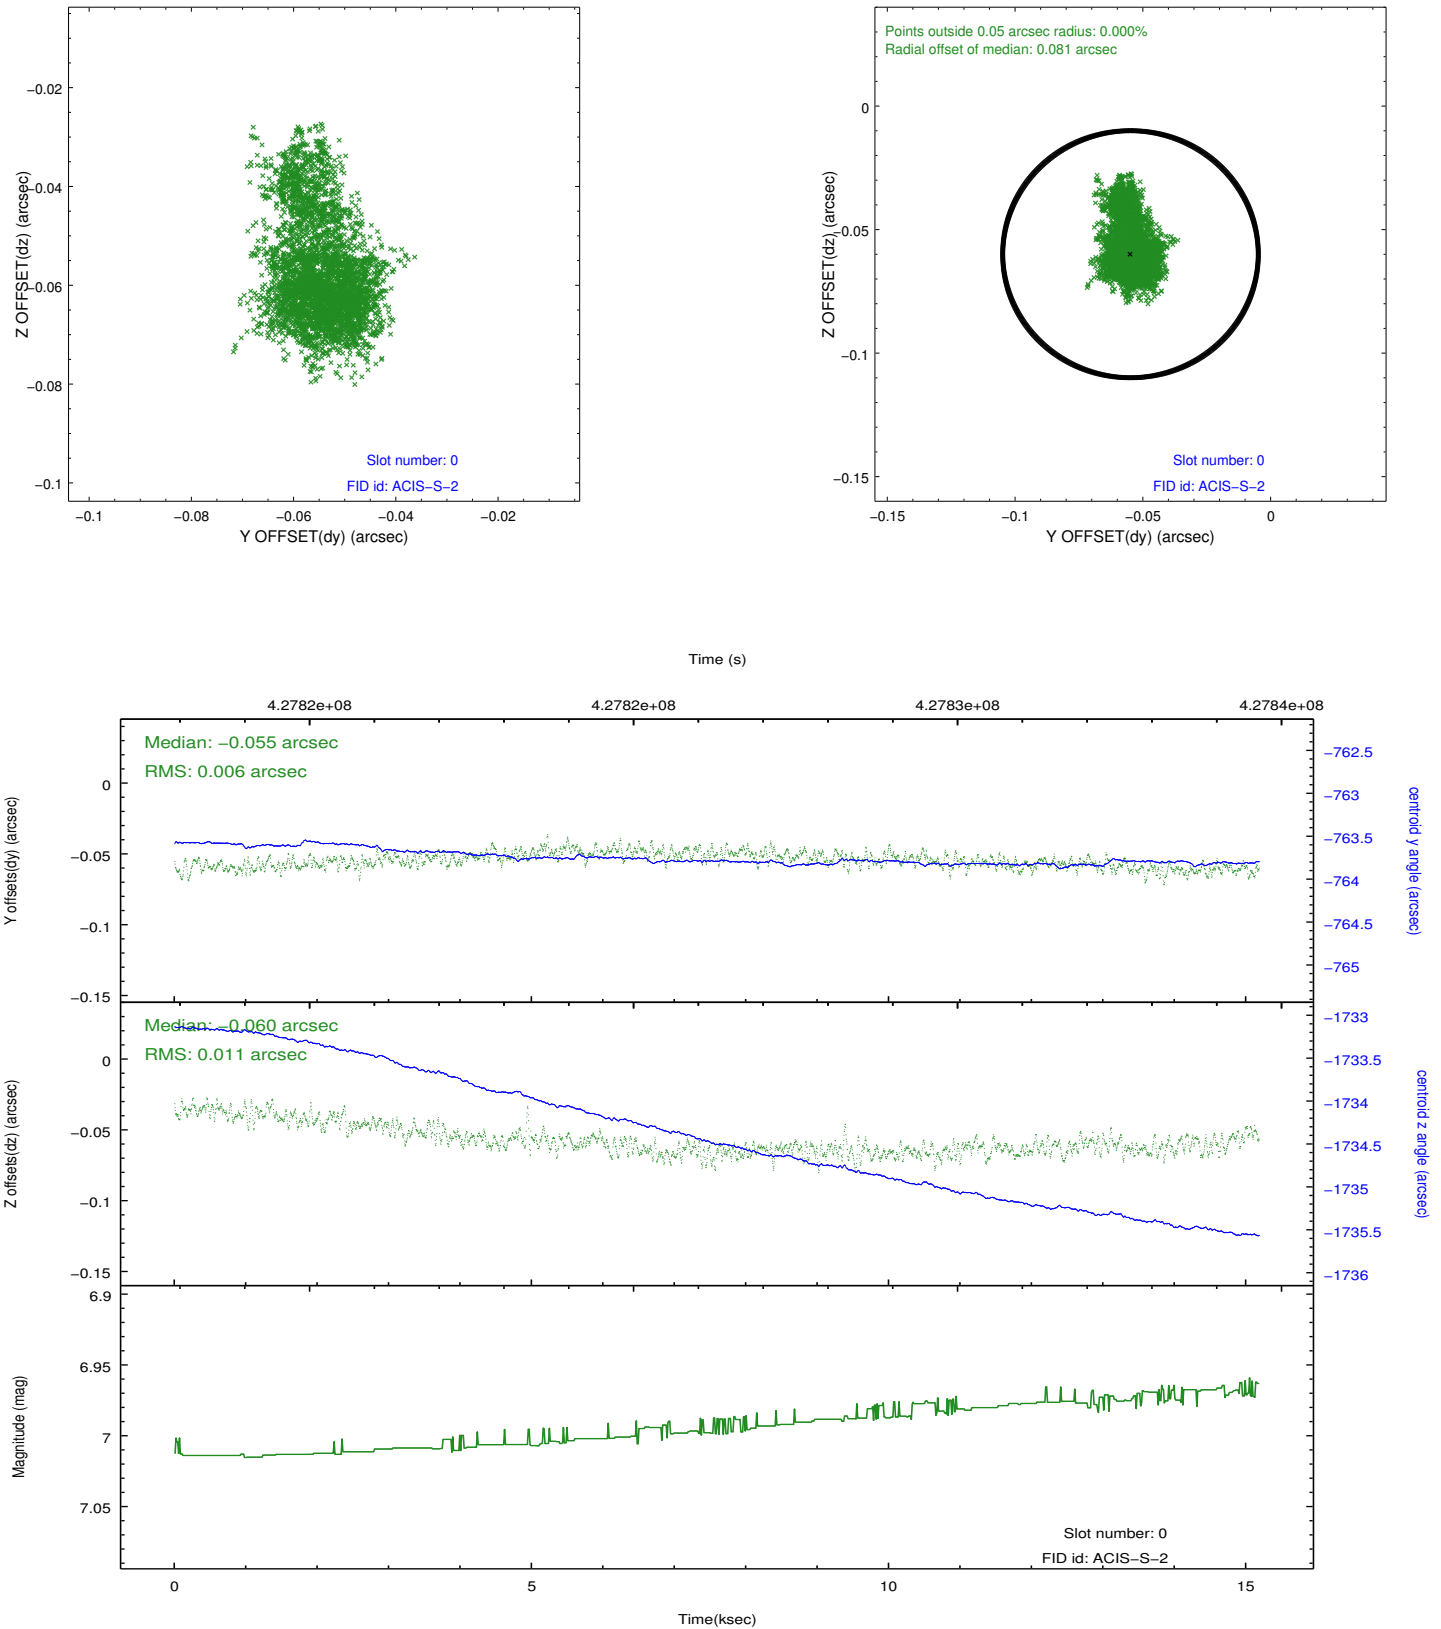 −0.02
−0.04
−0.06
−0.08
−0.1
Z OFFSET(dz) (arcsec)
Slot number: 0
FID id: ACIS−S−2
−0.1
−0.08
−0.06
−0.04
−0.02
Y OFFSET(dy) (arcsec)
Points outside 0.05 arcsec radius: 0.000%
Radial offset of median: 0.081 arcsec
0
−0.05
−0.1
−0.15
Z OFFSET(dz) (arcsec)
Slot number: 0
FID id: ACIS−S−2
−0.15
−0.1
−0.05
0
Y OFFSET(dy) (arcsec)
Time (s)
4.2782e+08
4.2782e+08
4.2783e+08
4.2784e+08
Median: −0.055 arcsec
RMS: 0.006 arcsec
0
−0.05
−0.1
−0.15
Y offsets(dy) (arcsec)
−762.5
−763
−763.5
−764
−764.5
−765
centroid y angle (arcsec)
Median: −0.060 arcsec
RMS: 0.011 arcsec
0
−0.05
−0.1
−0.15
Z offsets(dz) (arcsec)
−1733
−1733.5
−1734
−1734.5
−1735
−1735.5
−1736
centroid z angle (arcsec)
6.9
6.95
7
7.05
Magnitude (mag)
Slot number: 0
FID id: ACIS−S−2
0
5
10
15
Time(ksec)